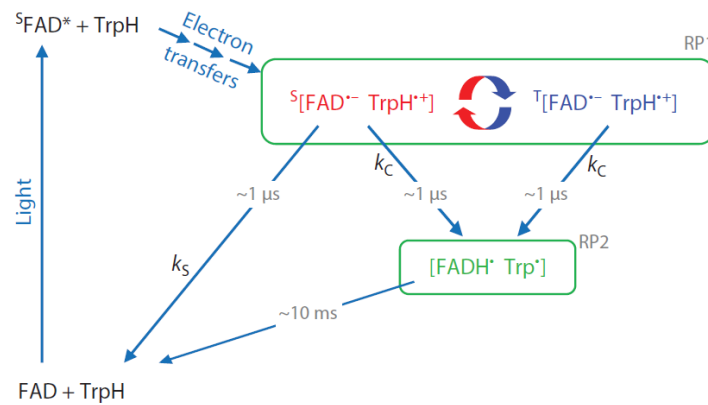 ˢFAD* + TrpH
Electron
transfers
RP1
ˢ[FAD•− TrpH•+]
ᵀ[FAD•− TrpH•+]
Light
kC
kC
~1 µs
~1 µs
~1 µs
kS
RP2
[FADH• Trp•]
~10 ms
FAD + TrpH